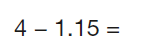 4 – 1.15 =